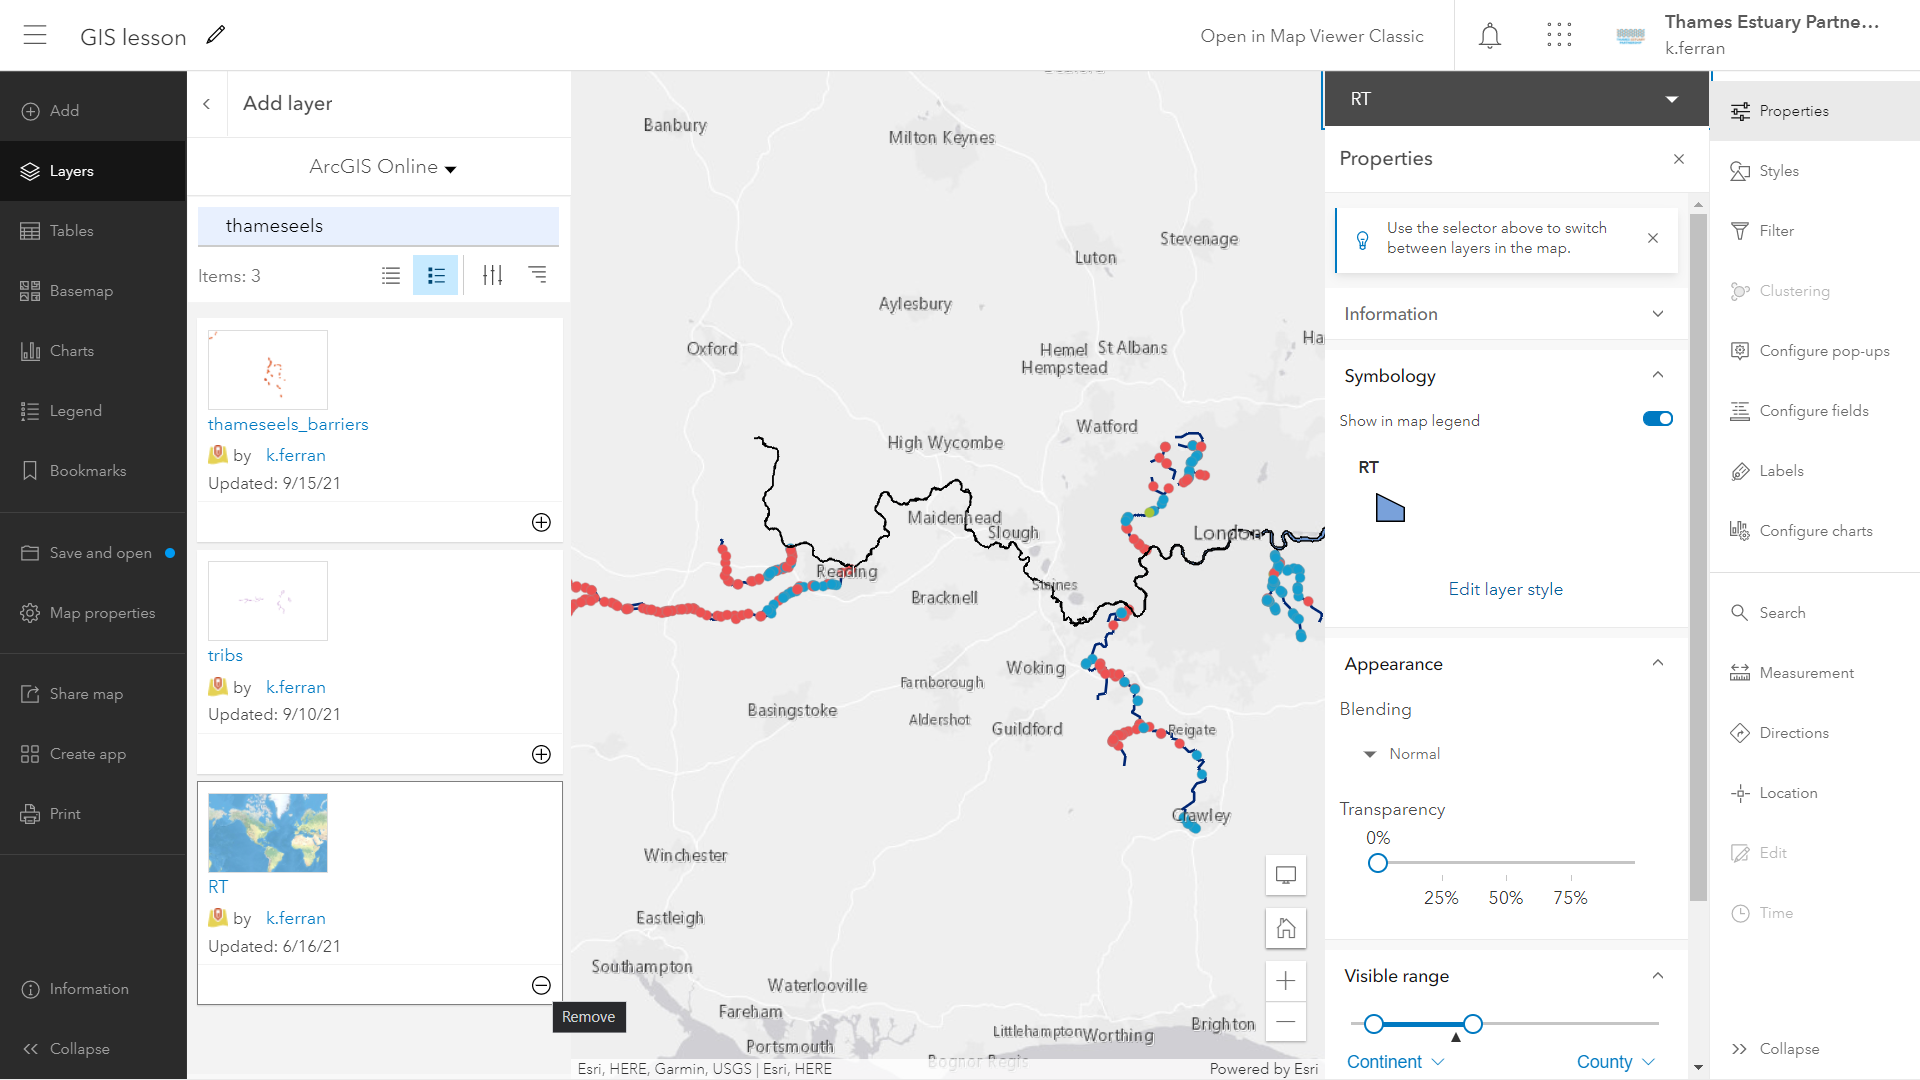 GIS lesson
Open in Map Viewer Classic
Thames Estuary Partne...
k.ferran
Add
Layers
Tables
Basemap
Charts
Legend
Bookmarks
Save and open
Map properties
Share map
Create app
Print
Information
Collapse
Add layer
ArcGIS Online
thameseels
Items: 3
thameseels_barriers
by k.ferran
Updated: 9/15/21
tribs
by k.ferran
Updated: 9/10/21
RT
by k.ferran
Updated: 6/16/21
Remove
Banbury
Milton Keynes
Stevenage
Luton
Aylesbury
Oxford
Hemel
Hempstead
St Albans
Ha
Watford
High Wycombe
Maidenhead
Slough
London
Reading
Staines
Bracknell
Woking
Farnborough
Basingstoke
Aldershot
Guildford
Reigate
Crawley
Winchester
Eastleigh
Southampton
Waterlooville
Fareham
Portsmouth
Littlehampton
Worthing
Brighton
Bognor Regis
Esri, HERE, Garmin, USGS | Esri, HERE
Powered by Esri
RT
Properties
Use the selector above to switch
between layers in the map.
Information
Symbology
Show in map legend
RT
Edit layer style
Appearance
Blending
Normal
Transparency
0%
25% 50% 75%
Visible range
Continent
County
Properties
Styles
Filter
Clustering
Configure pop-ups
Configure fields
Labels
Configure charts
Search
Measurement
Directions
Location
Edit
Time
Collapse